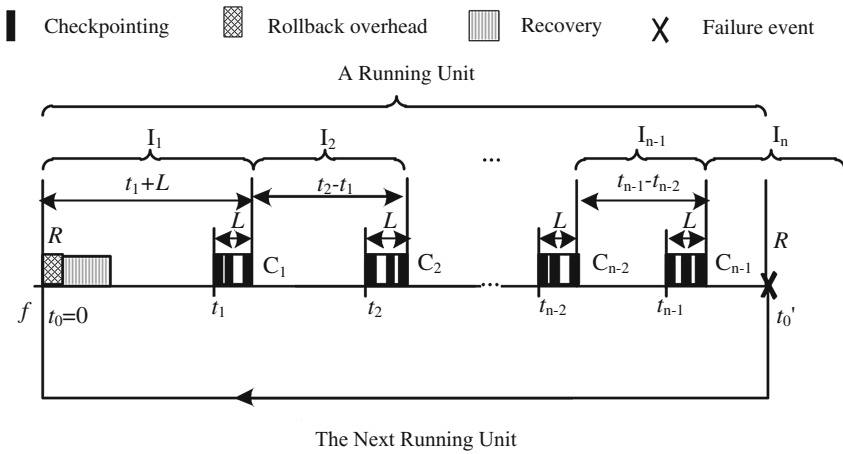 Checkpointing Rollback overhead Recovery Failure event
A Running Unit
I₁ I₂ ... Iₙ₋₁ Iₙ
t₁+L t₂-t₁ tₙ₋₁-tₙ₋₂
R L L L L R
C₁ C₂ Cₙ₋₂ Cₙ₋₁
...
f t₀=0 t₁ t₂ tₙ₋₂ tₙ₋₁ t₀'
The Next Running Unit